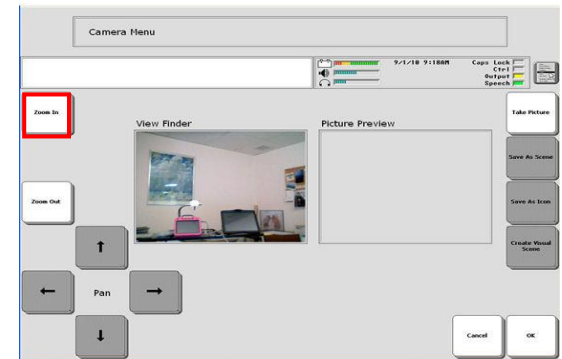 Camera Menu
9/1/10 9:18AM
Caps Lock
Ctrl
Output
Speech
Zoom In
Take Picture
View Finder
Picture Preview
Save As Scene
Zoom Out
Save As Icon
Create Visual
Scene
Pan
Cancel
OK